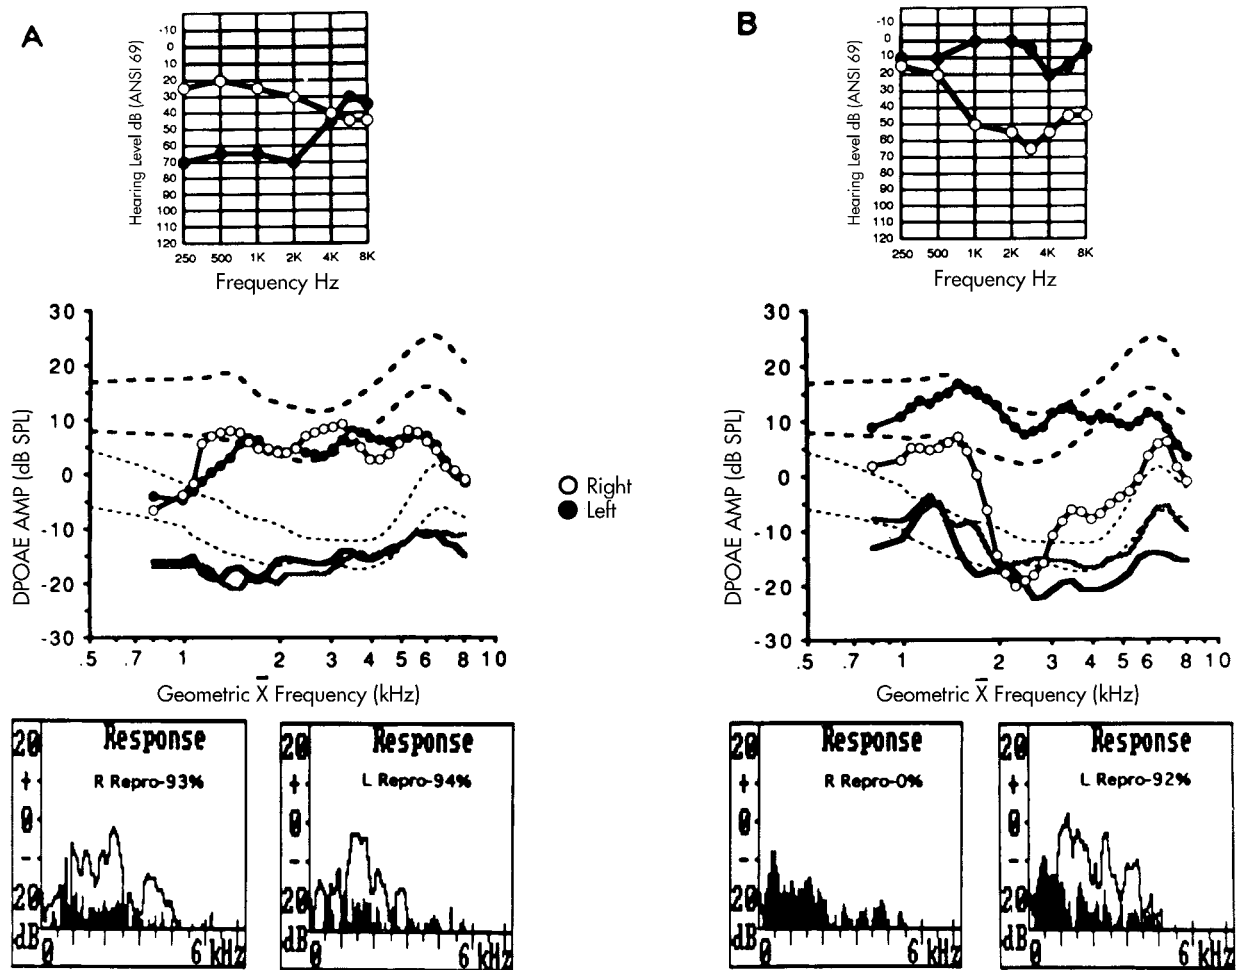 A
Hearing Level dB (ANSI 69)
-10
0
10
20
30
40
50
60
70
80
90
100
110
120
250 500 1K 2K 4K 8K
Frequency Hz
B
Hearing Level dB (ANSI 69)
-10
0
10
20
30
40
50
60
70
80
90
100
110
120
250 500 1K 2K 4K 8K
Frequency Hz
DPOAE AMP (dB SPL)
30
20
10
0
-10
-20
-30
.5 .7 1 2 3 4 5 6 8 10
Geometric X̄ Frequency (kHz)
Right
Left
DPOAE AMP (dB SPL)
30
20
10
0
-10
-20
-30
.5 .7 1 2 3 4 5 6 8 10
Geometric X̄ Frequency (kHz)
Response
R Repro-93%
20
+
0
-
20
dB
0 6 kHz
Response
L Repro-94%
20
+
0
-
20
dB
0 6 kHz
Response
R Repro-0%
20
+
0
-
20
dB
0 6 kHz
Response
L Repro-92%
20
+
0
-
20
dB
0 6 kHz